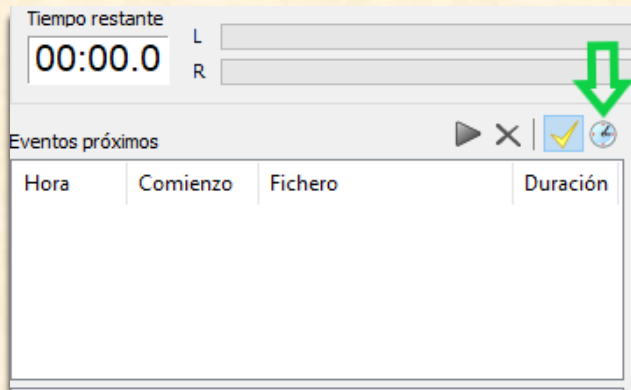 Tiempo restante
00:00.0
L
R
Eventos próximos
Hora Comienzo Fichero Duración